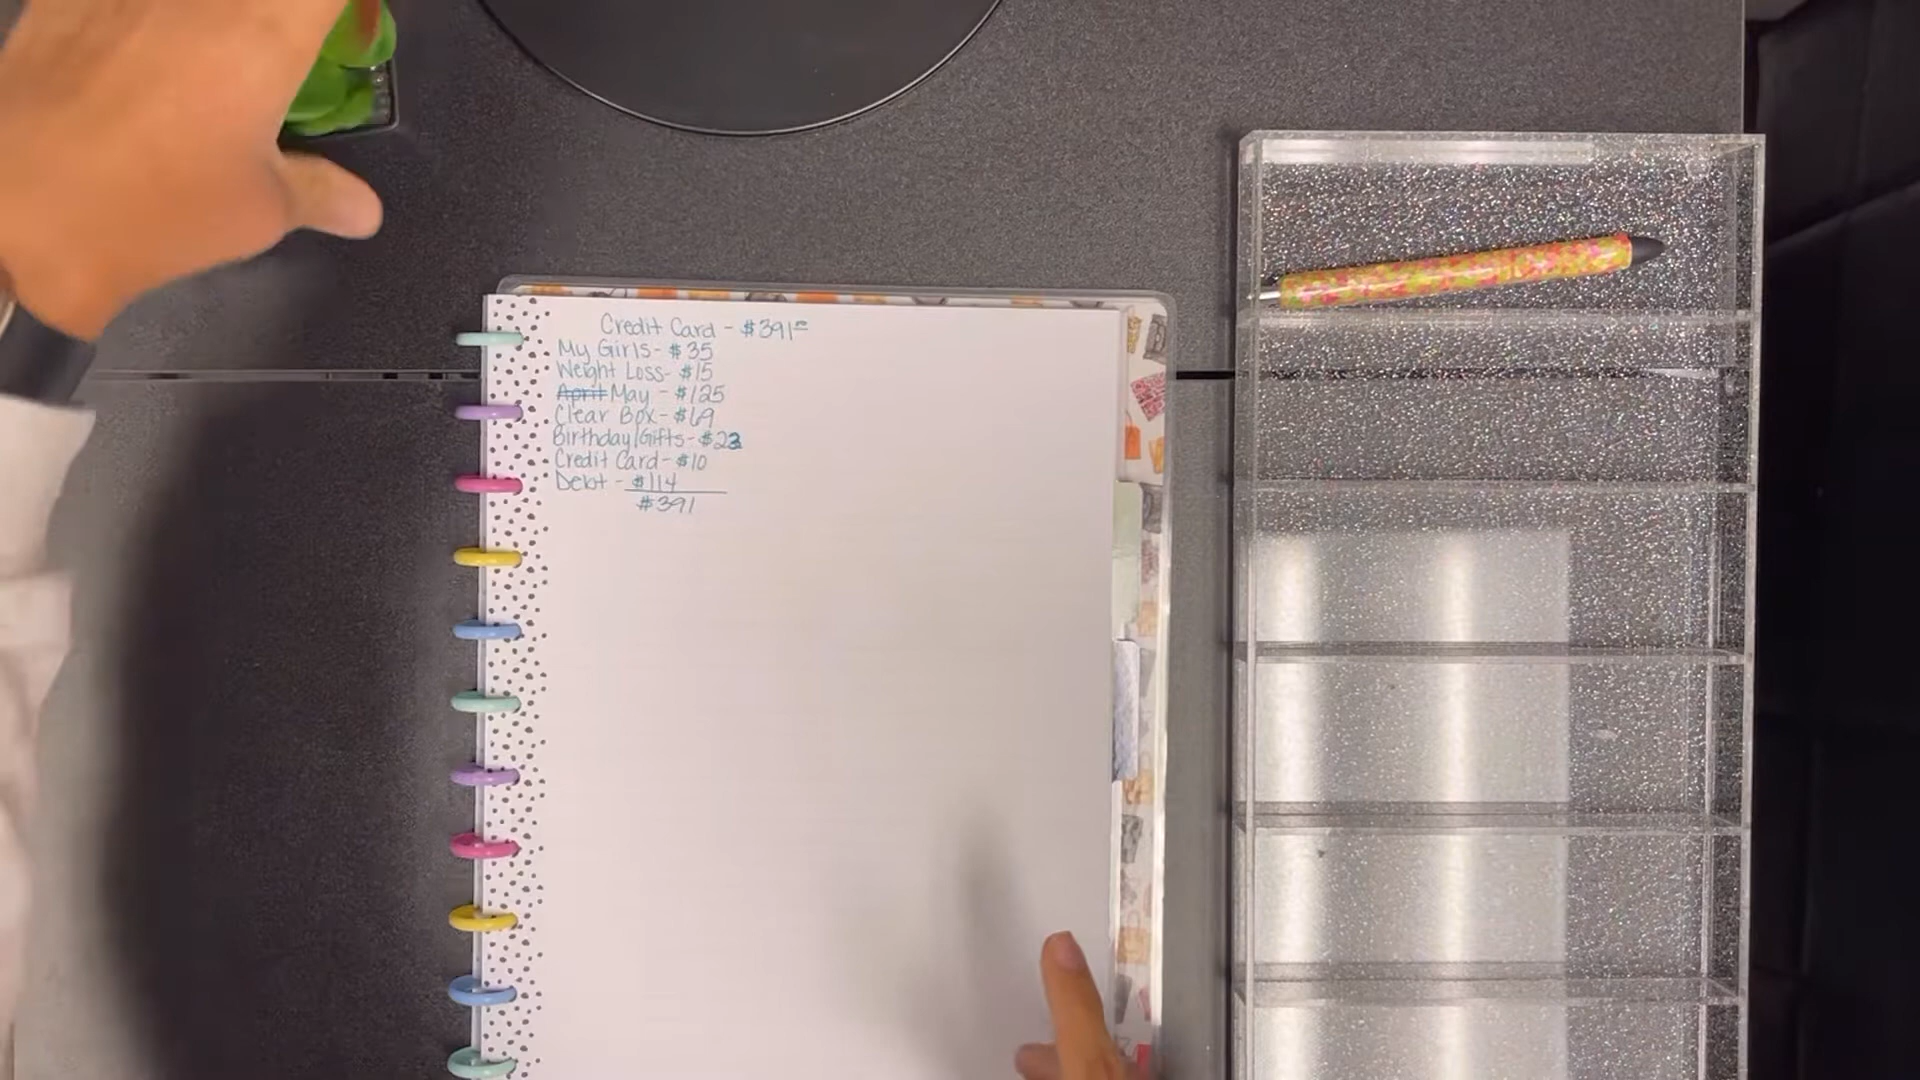 Credit Card - $391⁰⁰
My Girls - $35
Weight Loss - $15
April May - $125
Clear Box - $69
Birthday/Gifts - $23
Credit Card - $10
Debt - $114
$391